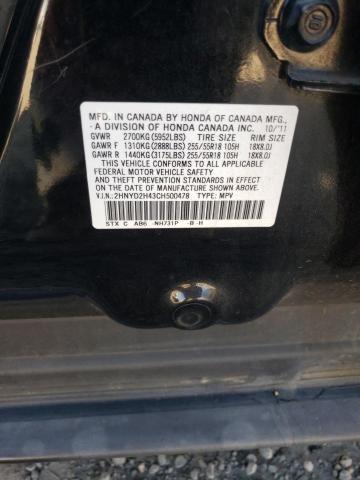 MFD. IN CANADA BY HONDA OF CANADA MFG.,
-A DIVISION OF HONDA CANADA INC. 10/'11
GVWR 2700KG(5952LBS) TIRE SIZE RIM SIZE
GAWR F 1310KG(2888LBS) 255/55R18 105H 18X8.0J
GAWR R 1440KG(3175LBS) 255/55R18 105H 18X8.0J
THIS VEHICLE CONFORMS TO ALL APPLICABLE
FEDERAL MOTOR VEHICLE SAFETY
AND THEFT PREVENTION STANDARDS IN EFFECT ON THE
DATE OF MANUFACTURE SHOWN ABOVE.
V.I.N.:2HNYD2H43CH500478 TYPE: MPV
STX C AB6 NH731P -B-H